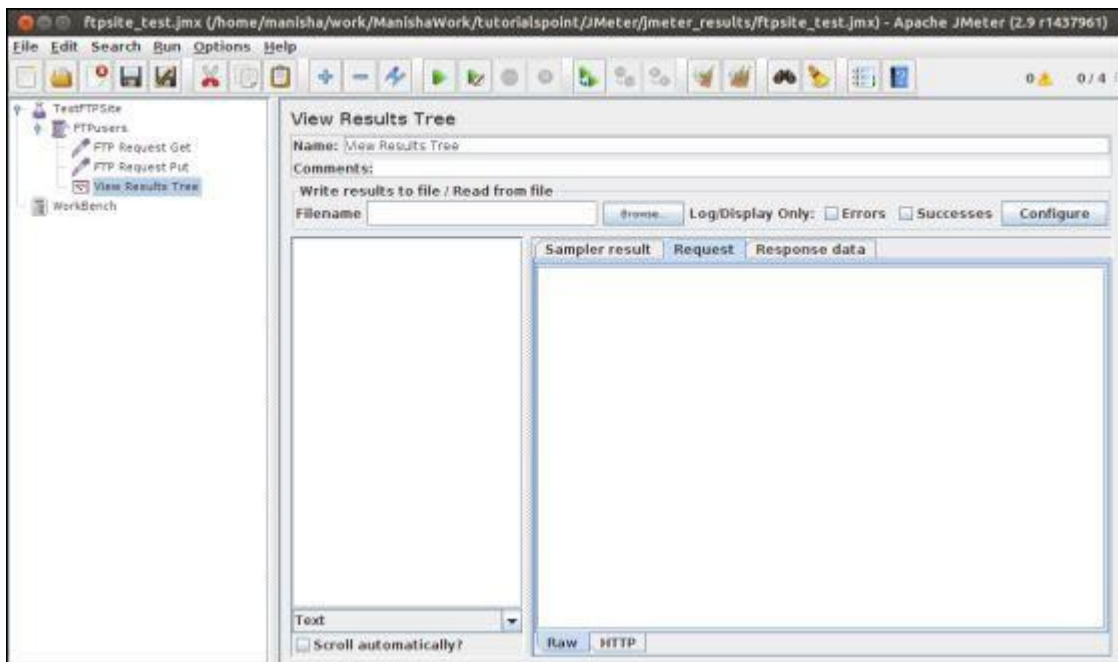 ftpsite_test.jmx (/home/manisha/work/ManishaWork/tutorialspoint/JMeter/jmeter_results/ftpsite_test.jmx) - Apache JMeter (2.9 r1437961)
File Edit Search Run Options Help
0 0 / 4
TestFTPSite
FTPusers
FTP Request Get
FTP Request Put
View Results Tree
WorkBench
View Results Tree
Name: View Results Tree
Comments:
Write results to file / Read from file
Filename Browse... Log/Display Only: Errors Successes Configure
Sampler result Request Response data
Text
Scroll automatically?
Raw HTTP